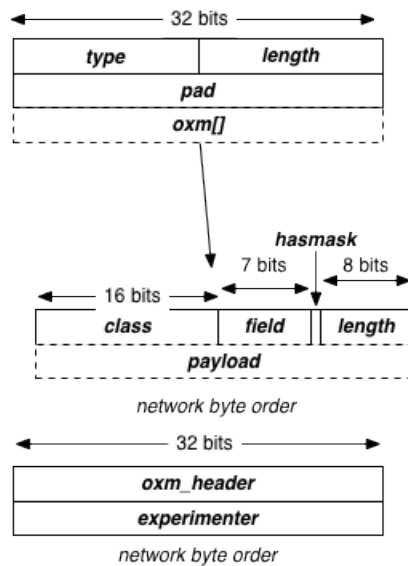 32 bits
type length
pad
oxm[]
hasmask
7 bits 8 bits
16 bits
class field length
payload
network byte order
32 bits
oxm_header
experimenter
network byte order